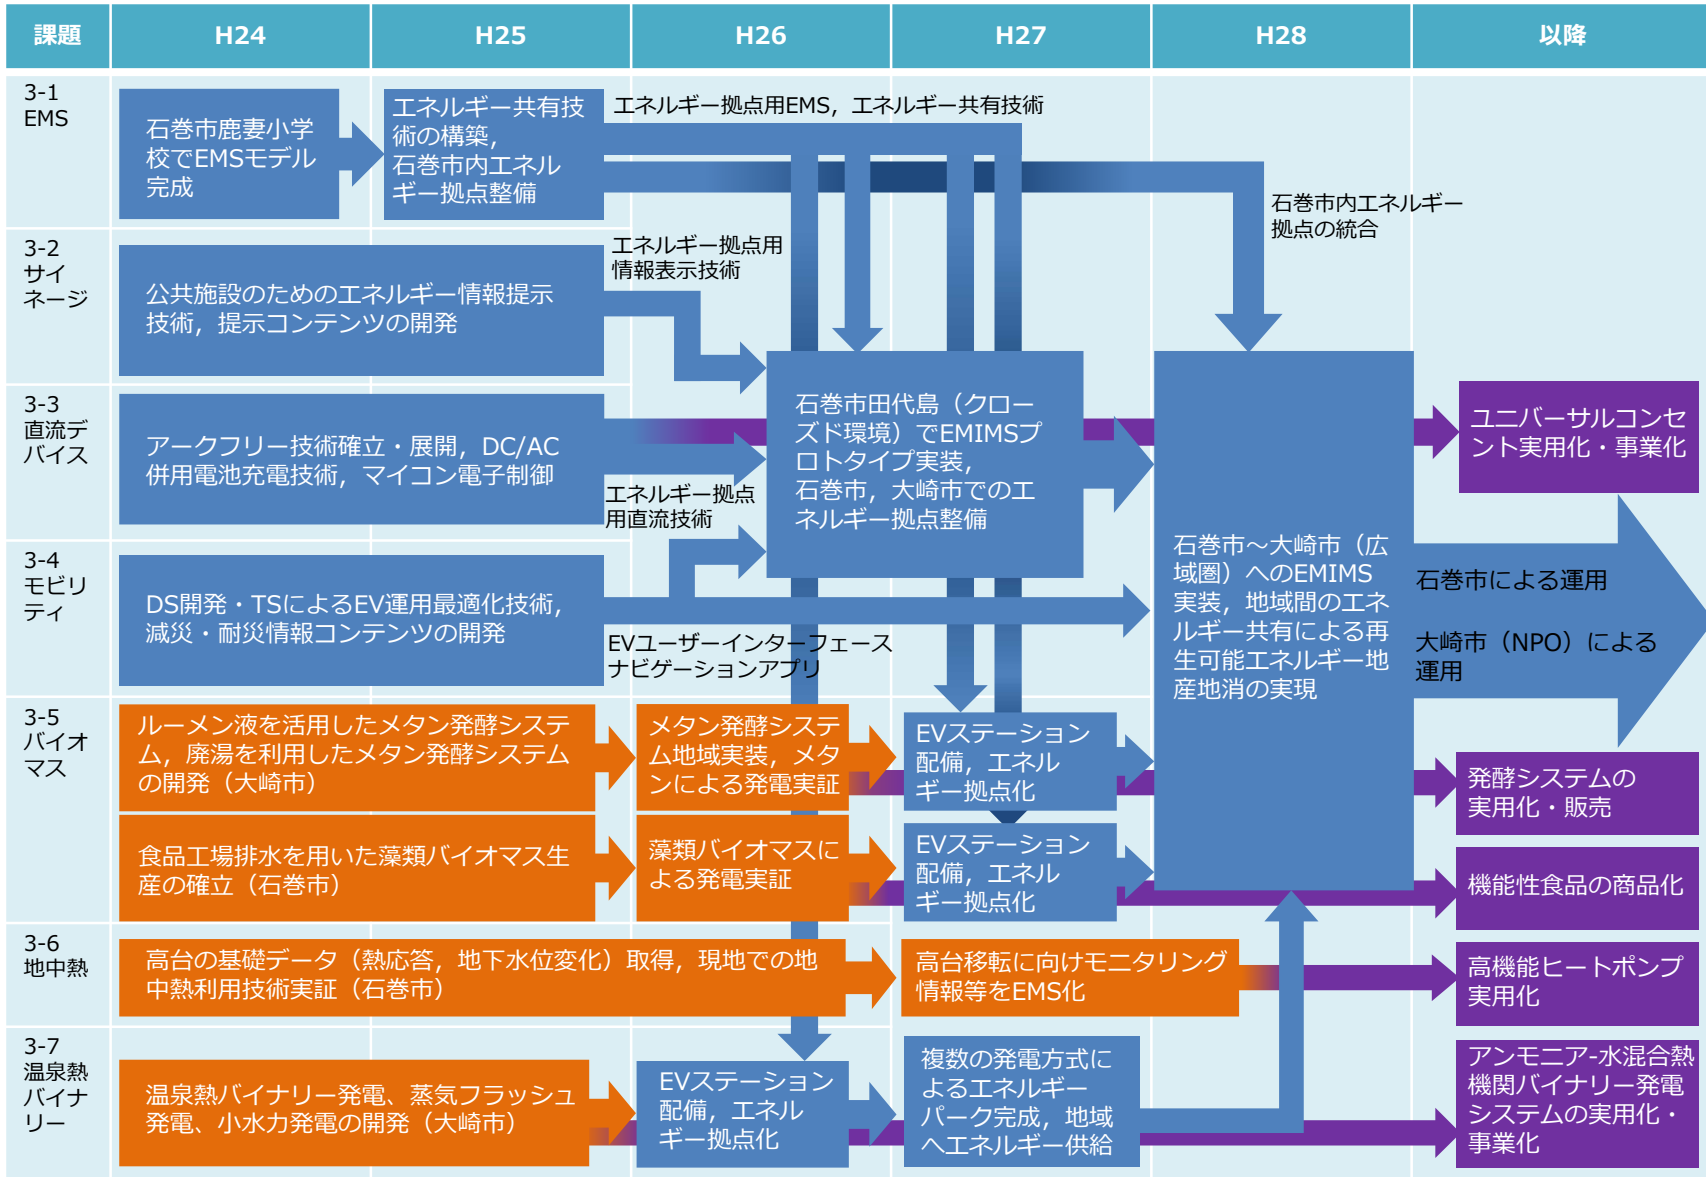 課題
H24
H25
H26
H27
H28
以降
3-1
EMS
石巻市鹿妻小学
校でEMSモデル
完成
エネルギー共有技
術の構築，
石巻市内エネル
ギー拠点整備
エネルギー拠点用EMS，エネルギー共有技術
石巻市内エネルギー
拠点の統合
3-2
サイ
ネージ
公共施設のためのエネルギー情報提示
技術，提示コンテンツの開発
エネルギー拠点用
情報表示技術
3-3
直流デ
バイス
アークフリー技術確立・展開，DC/AC
併用電池充電技術，マイコン電子制御
エネルギー拠点
用直流技術
石巻市田代島（クロー
ズド環境）でEMIMSプ
ロトタイプ実装，
石巻市，大崎市でのエ
ネルギー拠点整備
ユニバーサルコンセ
ント実用化・事業化
3-4
モビリ
ティ
DS開発・TSによるEV運用最適化技術，
減災・耐災情報コンテンツの開発
EVユーザーインターフェース
ナビゲーションアプリ
石巻市～大崎市（広
域圏）へのEMIMS
実装，地域間のエネ
ルギー共有による再
生可能エネルギー地
産地消の実現
石巻市による運用
大崎市（NPO）による
運用
3-5
バイオ
マス
ルーメン液を活用したメタン発酵システ
ム，廃湯を利用したメタン発酵システム
の開発（大崎市）
メタン発酵シス
テム地域実装，メタ
ンによる発電実証
EVステーション
配備，エネル
ギー拠点化
発酵システムの
実用化・販売
食品工場排水を用いた藻類バイオマス生
産の確立（石巻市）
藻類バイオマスに
よる発電実証
EVステーション
配備，エネル
ギー拠点化
機能性食品の商品化
3-6
地中熱
高台の基礎データ（熱応答，地下水位変化）取得，現地での地
中熱利用技術実証（石巻市）
高台移転に向けモニタリング
情報等をEMS化
高機能ヒートポンプ
実用化
3-7
温泉熱
バイナ
リー
温泉熱バイナリー発電、蒸気フラッシュ
発電、小水力発電の開発（大崎市）
EVステーション
配備，エネル
ギー拠点化
複数の発電方式に
よるエネルギー
パーク完成，地域
へエネルギー供給
アンモニア-水混合熱
機関バイナリー発電
システムの実用化・
事業化